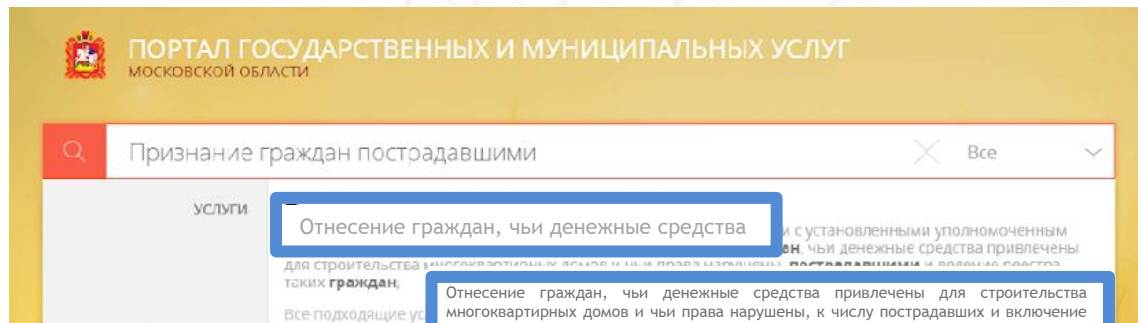 ПОРТАЛ ГОСУДАРСТВЕННЫХ И МУНИЦИПАЛЬНЫХ УСЛУГ
МОСКОВСКОЙ ОБЛАСТИ
Признание граждан пострадавшими
Все
УСЛУГИ
Отнесение граждан, чьи денежные средства
и с установленными уполномоченным
ан, чьи денежные средства привлечены
для строительства многоквартирных домов и чьи права нарушены, пострадавшими и ведение реестра
таких граждан;
Все подходящие ус
Отнесение граждан, чьи денежные средства привлечены для строительства
многоквартирных домов и чьи права нарушены, к числу пострадавших и включение